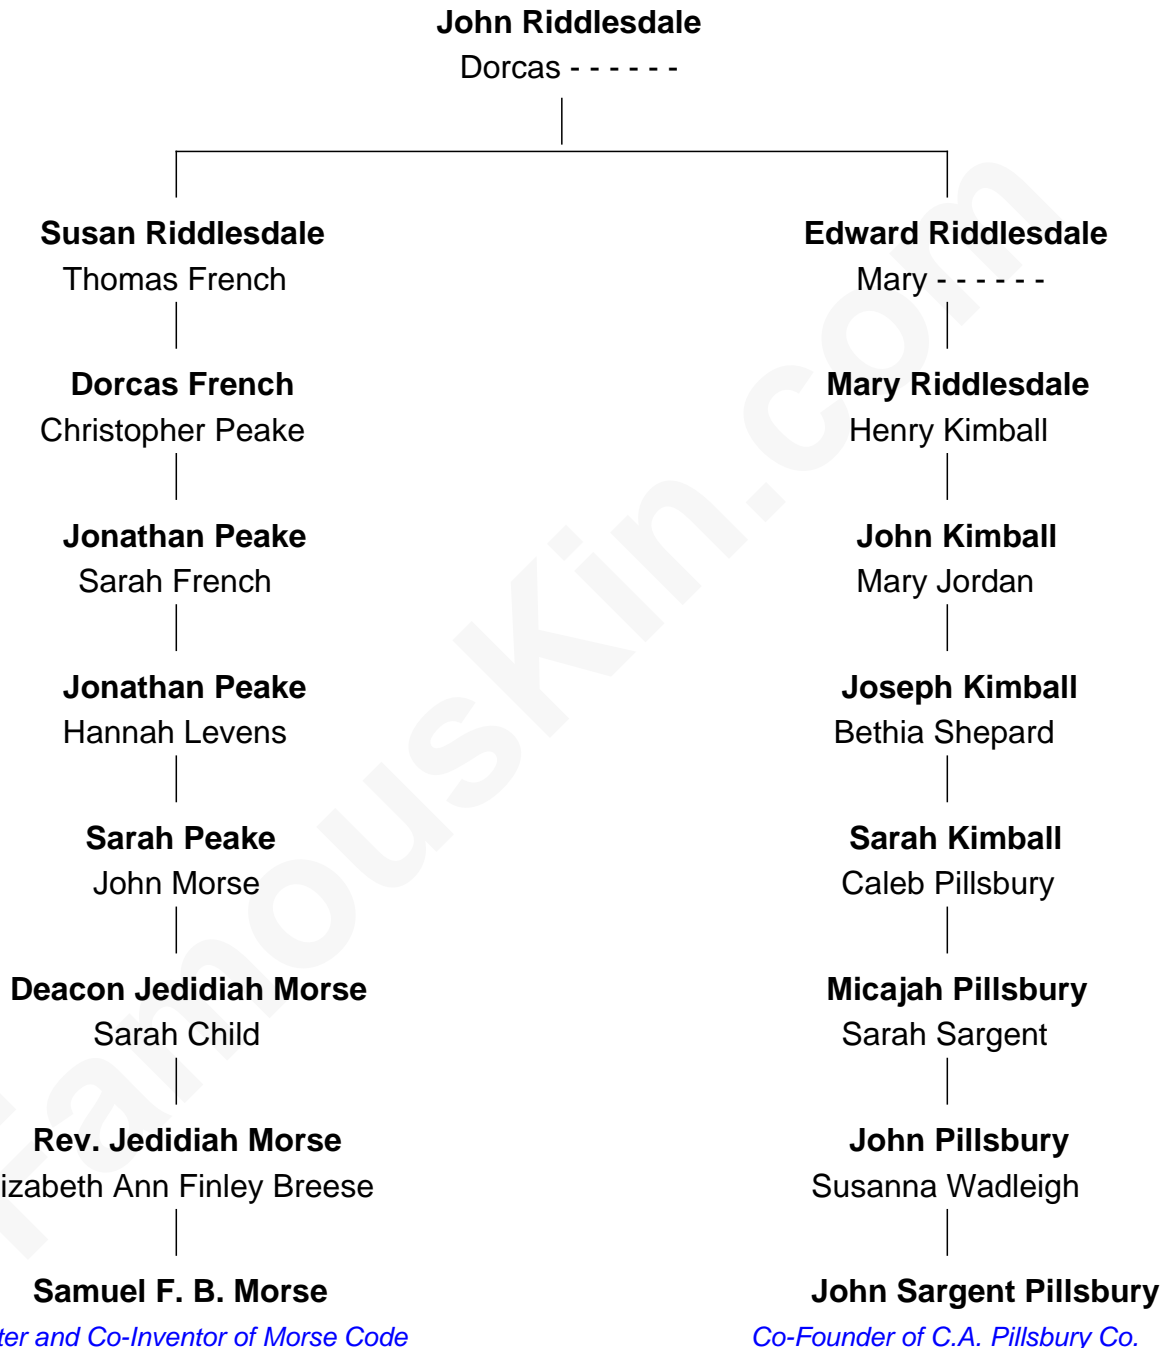 John Riddlesdale
Dorcas - - - - - -
Susan Riddlesdale
Thomas French
Dorcas French
Christopher Peake
Jonathan Peake
Sarah French
Jonathan Peake
Hannah Levens
Sarah Peake
John Morse
Deacon Jedidiah Morse
Sarah Child
Rev. Jedidiah Morse
izabeth Ann Finley Breese
Samuel F. B. Morse
ter and Co-Inventor of Morse Code
Edward Riddlesdale
Mary - - - - - -
Mary Riddlesdale
Henry Kimball
John Kimball
Mary Jordan
Joseph Kimball
Bethia Shepard
Sarah Kimball
Caleb Pillsbury
Micajah Pillsbury
Sarah Sargent
John Pillsbury
Susanna Wadleigh
John Sargent Pillsbury
Co-Founder of C.A. Pillsbury Co.
FamousKin.com